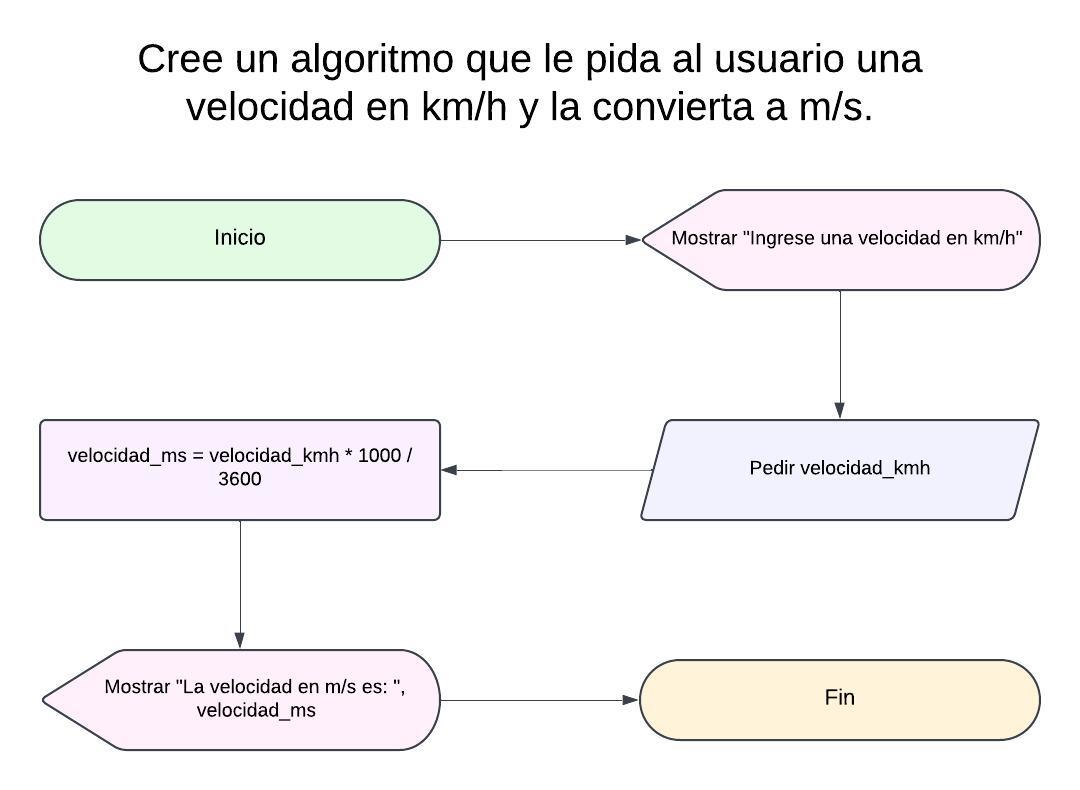 Cree un algoritmo que le pida al usuario una
velocidad en km/h y la convierta a m/s.
Inicio
Mostrar "Ingrese una velocidad en km/h"
Pedir velocidad_kmh
velocidad_ms = velocidad_kmh * 1000 /
3600
Mostrar "La velocidad en m/s es: ",
velocidad_ms
Fin